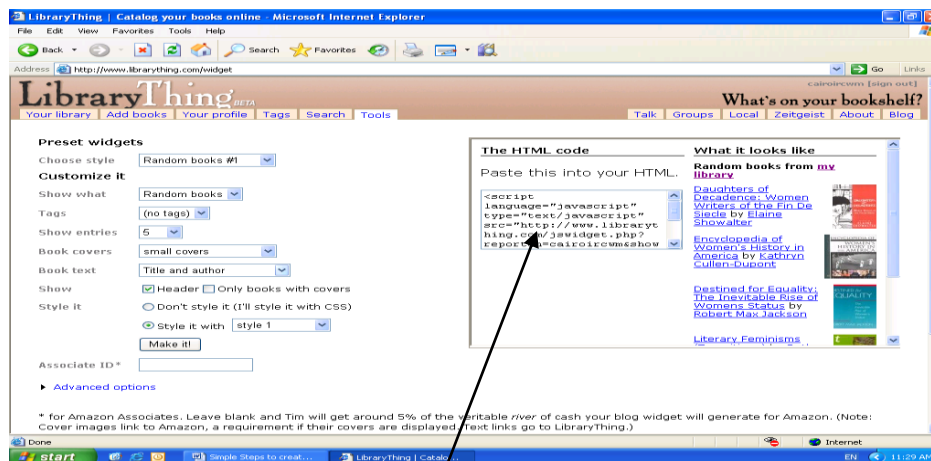 LibraryThing | Catalog your books online - Microsoft Internet Explorer
File Edit View Favorites Tools Help
Back Search Favorites
Address http://www.librarything.com/widget Go Links
LibraryThing BETA
cairoircwm [sign out]
What's on your bookshelf?
Your library Add books Your profile Tags Search Tools
Talk Groups Local Zeitgeist About Blog
Preset widgets
Choose style Random books #1
Customize it
Show what Random books
Tags (no tags)
Show entries 5
Book covers small covers
Book text Title and author
Show Header Only books with covers
Style it Don't style it (I'll style it with CSS)
Style it with style 1
Make it!
Associate ID*
Advanced options
The HTML code
Paste this into your HTML.
<script
language="javascript"
type="text/javascript"
src="http://www.libraryt
hing.com/jswidget.php?
reporton=cairoircwm&show
What it looks like
Random books from my
library
Daughters of
Decadence: Women
Writers of the Fin De
Siecle by Elaine
Showalter
Encyclopedia of
Women's History in
America by Kathryn
Cullen-Dupont
Destined for Equality:
The Inevitable Rise of
Womens Status by
Robert Max Jackson
Literary Feminisms
* for Amazon Associates. Leave blank and Tim will get around 5% of the veritable river of cash your blog widget will generate for Amazon. (Note:
Cover images link to Amazon, a requirement if their covers are displayed. Text links go to LibraryThing.)
Done Internet
start Simple Steps to creat... LibraryThing | Catalo... EN 11:29 AM